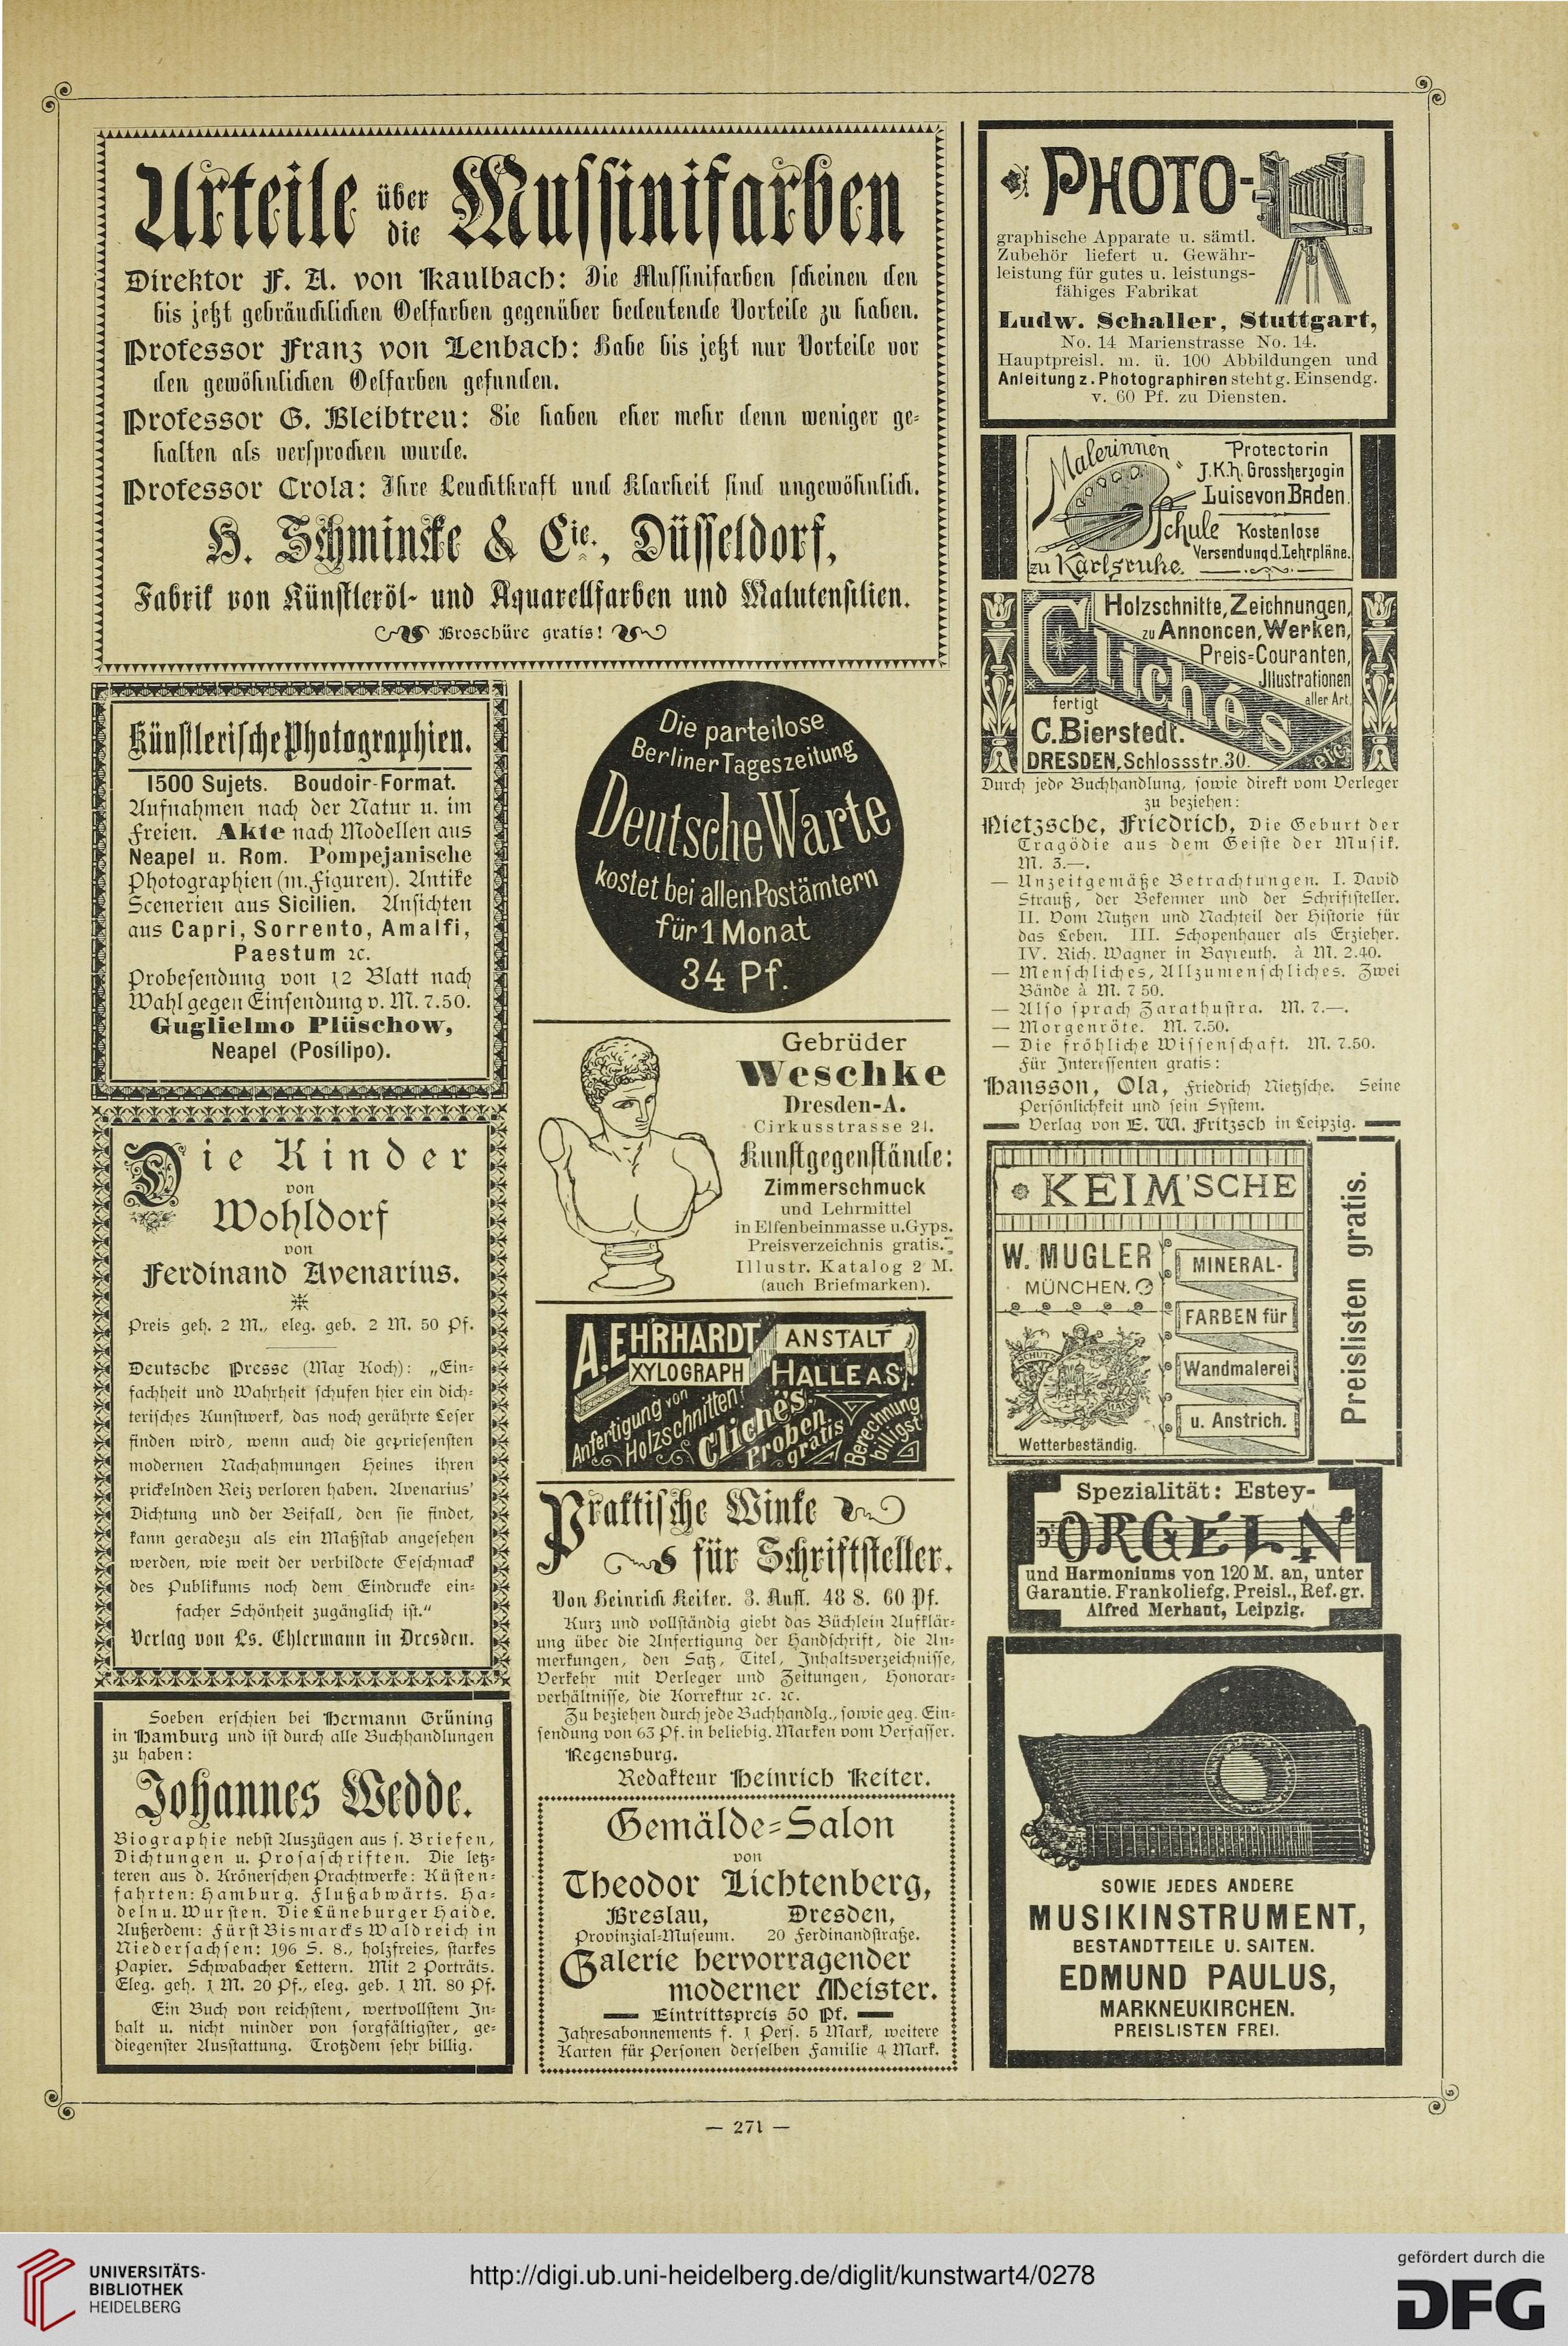 Urteile über die Mussinifarben
Direktor F. A. von Kaulbach: Die Mussinifarben scheinen den
bis jetzt gebräuchlichen Oelfarben gegenüber bedeutende Vorteile zu haben.
Professor Franz von Lenbach: Habe bis jetzt nur Vorteile vor
den gewöhnlichen Oelfarben gefunden.
Professor G. Bleibtreu: Sie haben eher mehr denn weniger ge-
halten als versprochen wurde.
Professor Crola: Ihre Leuchtkraft und Klarheit sind ungewöhnlich.
H. Schmincke & Cie., Düsseldorf,
Fabrik von Künstleröl- und Aquarellfarben und Malutensilien.
Broschüre gratis!
Künstlerische Photographien.
1500 Sujets. Boudoir-Format.
Aufnahmen nach der Natur u. im
Freien. Akte nach Modellen aus
Neapel u. Rom. Pompejanische
Photographien (m. Figuren). Antike
Scenerien aus Sicilien. Ansichten
aus Capri, Sorrento, Amalfi,
Paestum ꝛc.
Probesendung von 12 Blatt nach
Wahl gegen Einsendung v. M. 7.50.
Guglielmo Plüschow,
Neapel (Posilipo).
Die Kinder
von
Wohldorf
von
Ferdinand Avenarius.
Preis geh. 2 M., eleg. geb. 2 M. 50 Pf.
Deutsche Presse (Max Koch): „Ein-
fachheit und Wahrheit schufen hier ein dich-
terisches Kunstwerk, das noch gerührte Leser
finden wird, wenn auch die gepriesensten
modernen Nachahmungen Heines ihren
prickelnden Reiz verloren haben. Avenarius'
Dichtung und der Beifall, den sie findet,
kann geradezu als ein Maßstab angesehen
werden, wie weit der verbildete Geschmack
des Publikums noch dem Eindrucke ein-
facher Schönheit zugänglich ist.“
Verlag von Ls. Ehlermann in Dresden.
Soeben erschien bei Hermann Grüning
in Hamburg und ist durch alle Buchhandlungen
zu haben:
Johannes Wedde.
Biographie nebst Auszügen aus s. Briefen,
Dichtungen u. Prosaschriften. Die letz-
teren aus d. Krönerschen Prachtwerke: Küsten-
fahrten: Hamburg. Flußabwärts. Ha-
deln u. Wursten. Die Lüneburger Haide.
Außerdem: Fürst Bismarcks Waldreich in
Niedersachsen: 196 S. 8., holzfreies, starkes
Papier. Schwabacher Lettern. Mit 2 Porträts.
Eleg. geh. 1 M. 20 Pf., eleg. geb. 1 M. 80 Pf.
Ein Buch von reichstem, wertvollstem In-
halt u. nicht minder von sorgfältigster, ge-
diegenster Ausstattung. Trotzdem sehr billig.
Die parteilose
Berliner Tageszeitung
Deutsche Warte
kostet bei allen Postämtern
für 1 Monat
34 Pf.
Gebrüder
Weschke
Dresden-A.
Cirkusstrasse 21.
Kunstgegenstände:
Zimmerschmuck
und Lehrmittel
in Elfenbeinmasse u. Gyps.
Preisverzeichnis gratis.
Illustr. Katalog 2 M.
(auch Briefmarken).
A. EHRHARDT ANSTALT
XYLOGRAPH HALLE A S.
Anfertigung von
Holzschnitten
Clichés.
Proben
gratis
Berechnung
billigst
Praktische Winke
für Schriftsteller.
Von Heinrich Keiter. 3. Aufl. 48 S. 60 Pf.
Kurz und vollständig giebt das Büchlein Aufklär-
ung über die Anfertigung der Handschrift, die An-
merkungen, den Satz, Titel, Inhaltsverzeichnisse,
Verkehr mit Verleger und Zeitungen, Honorar-
verhältnisse, die Korrektur ꝛc. ꝛc.
Zu beziehen durch jede Buchhandlg., sowie geg. Ein-
sendung von 63 Pf. in beliebig. Marken vom Verfasser.
Regensburg.
Redakteur Heinrich Keiter.
Gemälde-Salon
von
Theodor Lichtenberg,
Breslau, Dresden,
Provinzial-Museum. 20 Ferdinandstraße.
Galerie hervorragender
moderner Meister.
Eintrittspreis 50 Pf.
Jahresabonnements f. 1 Pers. 5 Mark, weitere
Karten für Personen derselben Familie 4 Mark.
PHOTO-
graphische Apparate u. sämtl.
Zubehör liefert u. Gewähr-
leistung für gutes u. leistungs-
fähiges Fabrikat
Ludw. Schaller, Stuttgart,
No. 14 Marienstrasse No. 14.
Hauptpreisl. m. ü. 100 Abbildungen und
Anleitung z. Photographiren steht g. Einsendg.
v. 60 Pf. zu Diensten.
Malerinnen
Schule
zu Karlsruhe.
Protectorin
J.K.H. Grossherzogin
Luise von Baden.
Kostenlose
Versendung d. Lehrpläne.
Clichés etc.
Holzschnitte, Zeichnungen,
zu Annoncen, Werken,
Preis-Couranten,
Jllustrationen
aller Art,
fertigt
C. Bierstedt.
DRESDEN, Schlossstr. 30.
Durch jede Buchhandlung, sowie direkt vom Verleger
zu beziehen:
Nietzsche, Friedrich, Die Geburt der
Tragödie aus dem Geiste der Musik.
M. 3.—.
— Unzeitgemäße Betrachtungen. I. David
Strauß, der Bekenner und der Schriftsteller.
II. Vom Nutzen und Nachteil der Historie für
das Leben. III. Schopenhauer als Erzieher.
IV. Rich. Wagner in Bayreuth. à M. 2.40.
— Menschliches, Allzumenschliches. Zwei
Bände à M. 7 50.
— Also sprach Zarathustra. M. 7.—.
— Morgenröte. M. 7.50.
— Die fröhliche Wissenschaft. M. 7.50.
Für Interessenten gratis:
Hansson, Ola, Friedrich Nietzsche. Seine
Persönlichkeit und sein System.
Verlag von E. W. Fritzsch in Leipzig.
KEIM'SCHE
W. MUGLER
MÜNCHEN.
SCHUTZ
MARKE
Wetterbeständig.
MINERAL-
FARBEN für
Wandmalerei
u. Anstrich.
Preislisten gratis.
Spezialität: Estey-
ORGELN
und Harmoniums von 120 M. an, unter
Garantie. Frankoliefg. Preisl., Ref. gr.
Alfred Merhaut, Leipzig.
SOWIE JEDES ANDERE
MUSIKINSTRUMENT,
BESTANDTTEILE U. SAITEN.
EDMUND PAULUS,
MARKNEUKIRCHEN.
PREISLISTEN FREI.
— 271 —
UNIVERSITÄTS-
BIBLIOTHEK
HEIDELBERG
http://digi.ub.uni-heidelberg.de/diglit/kunstwart4/0278
gefördert durch die
DFG